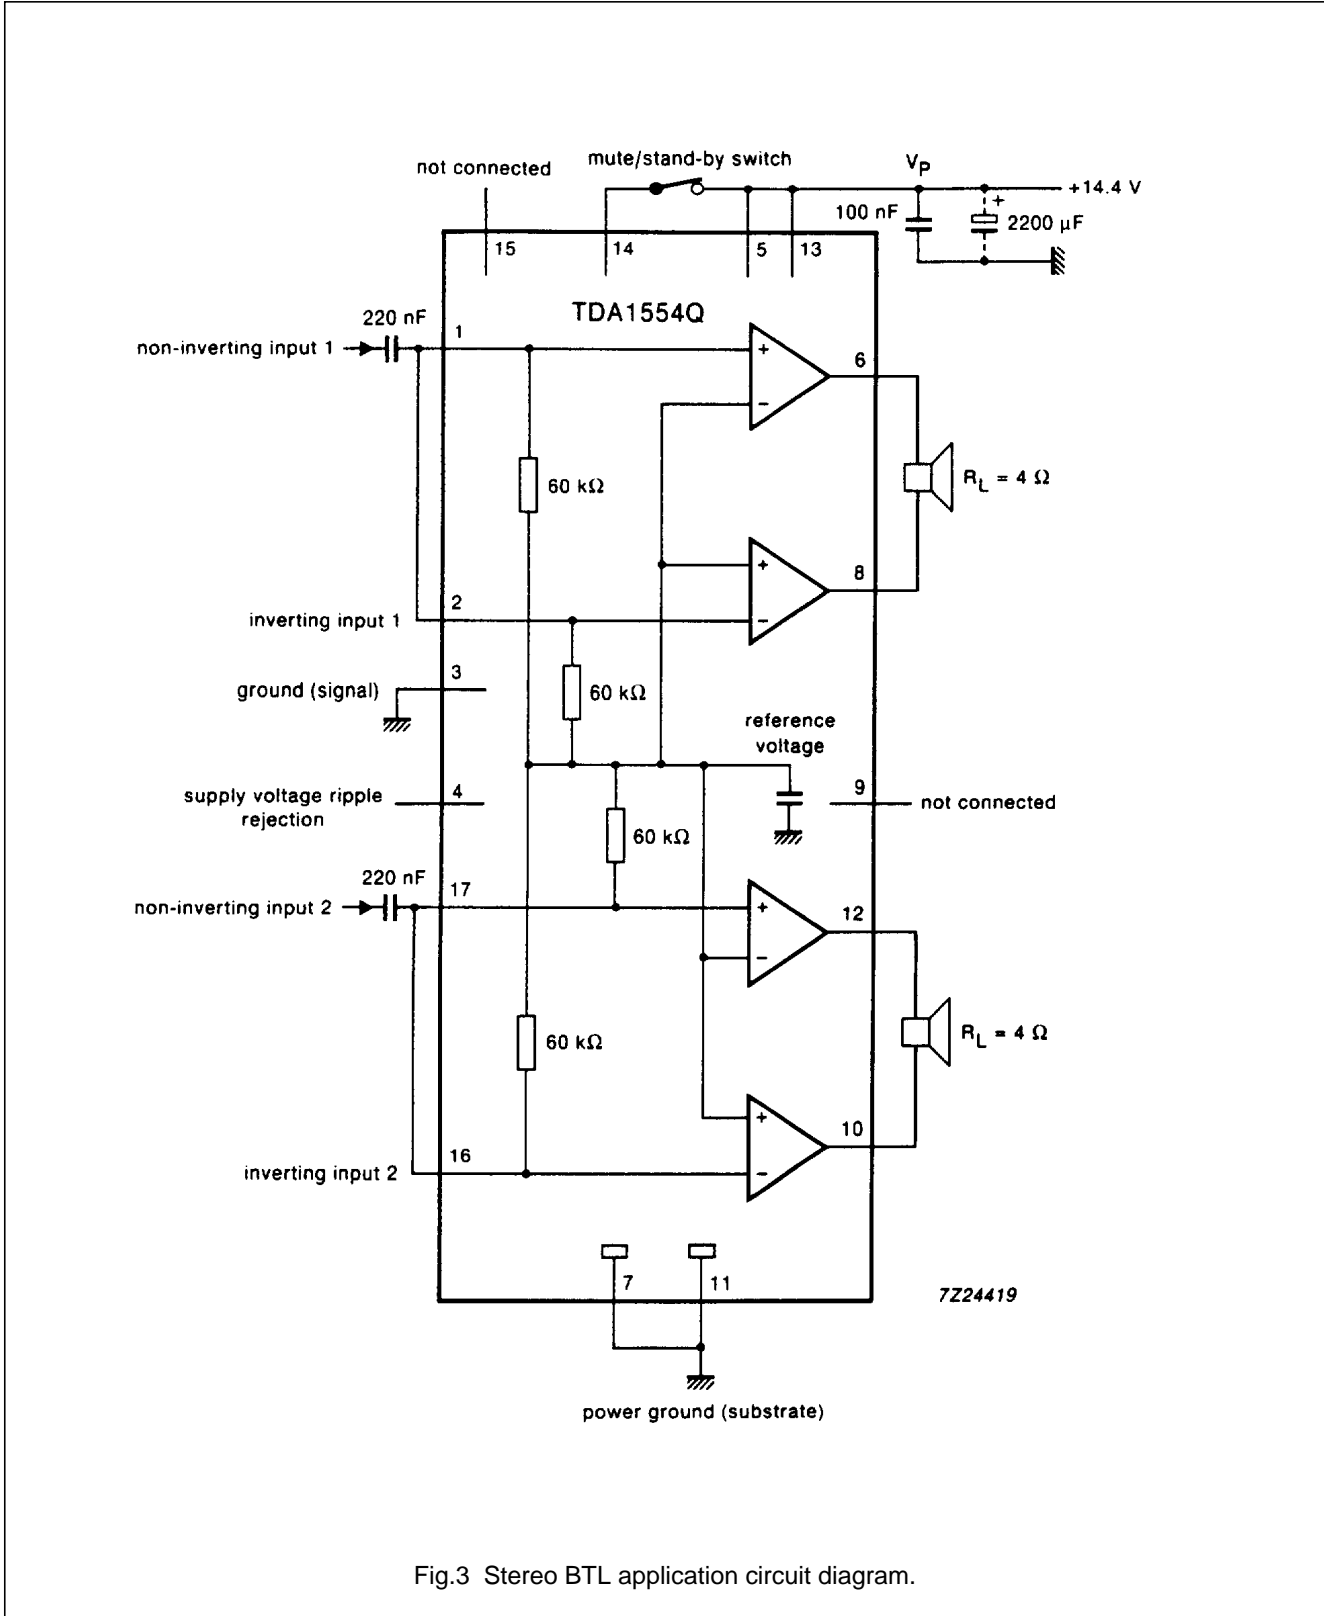 not connected
mute/stand-by switch
VP
+14.4 V
100 nF
+
2200 µF
15
14
5
13
TDA1554Q
220 nF
1
non-inverting input 1
+
6
−
60 kΩ
RL = 4 Ω
+
8
2
inverting input 1
−
3
ground (signal)
60 kΩ
reference
voltage
4
supply voltage ripple
rejection
9
not connected
60 kΩ
220 nF
17
non-inverting input 2
+
12
−
60 kΩ
RL = 4 Ω
+
10
16
inverting input 2
−
7
11
7Z24419
power ground (substrate)
Fig.3 Stereo BTL application circuit diagram.